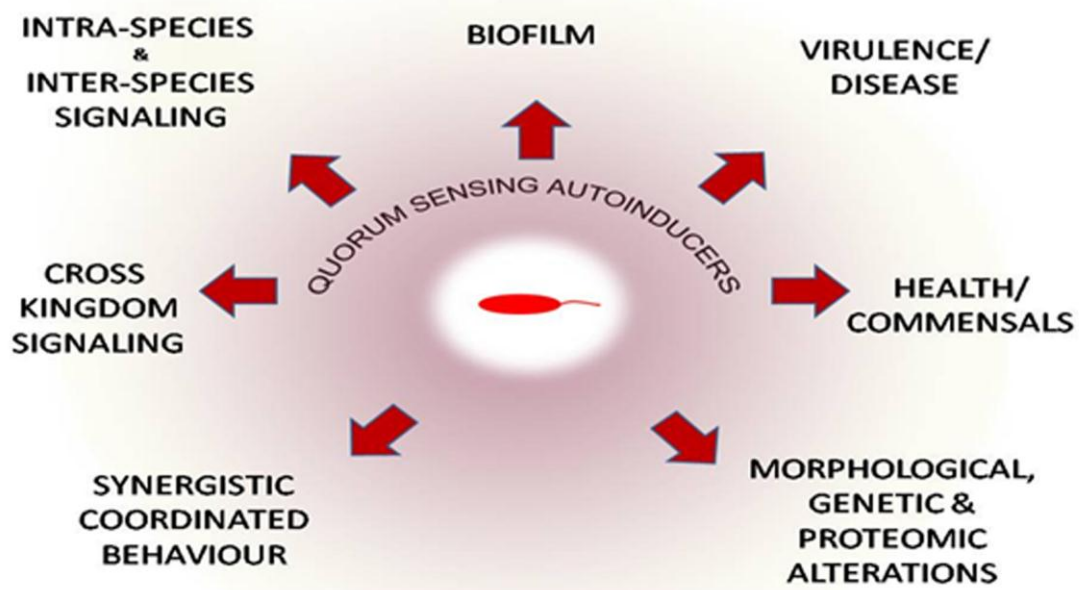 INTRA-SPECIES
&
INTER-SPECIES
SIGNALING
BIOFILM
VIRULENCE/
DISEASE
QUORUM SENSING AUTOINDUCERS
CROSS
KINGDOM
SIGNALING
HEALTH/
COMMENSALS
SYNERGISTIC
COORDINATED
BEHAVIOUR
MORPHOLOGICAL,
GENETIC &
PROTEOMIC
ALTERATIONS